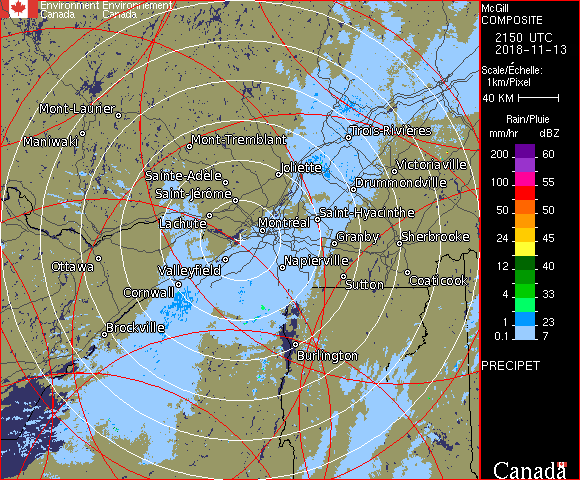 Environment Environnement
Canada Canada
McGill
COMPOSITE
2150 UTC
2018-11-13
Scale/Échelle:
1km/Pixel
40 KM
Rain/Pluie
mm/hr dBZ
200 60
150 57
100 55
50 50
24 45
12 40
4 33
1 23
0.1 7
PRECIPET
Canada
Mont-Laurier
Maniwaki
Mont-Tremblant
Trois-Rivières
Sainte-Adèle
Joliette
Victoriaville
Saint-Jérôme
Drummondville
Lachute
Saint-Hyacinthe
Montréal
Granby
Sherbrooke
Ottawa
Valleyfield
Napierville
Cornwall
Sutton
Coaticook
Brockville
Burlington